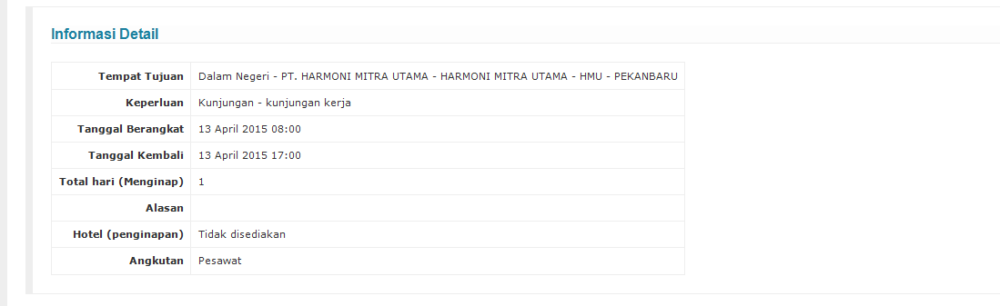 Informasi Detail
Tempat Tujuan Dalam Negeri - PT. HARMONI MITRA UTAMA - HARMONI MITRA UTAMA - HMU - PEKANBARU
Keperluan Kunjungan - kunjungan kerja
Tanggal Berangkat 13 April 2015 08:00
Tanggal Kembali 13 April 2015 17:00
Total hari (Menginap) 1
Alasan
Hotel (penginapan) Tidak disediakan
Angkutan Pesawat